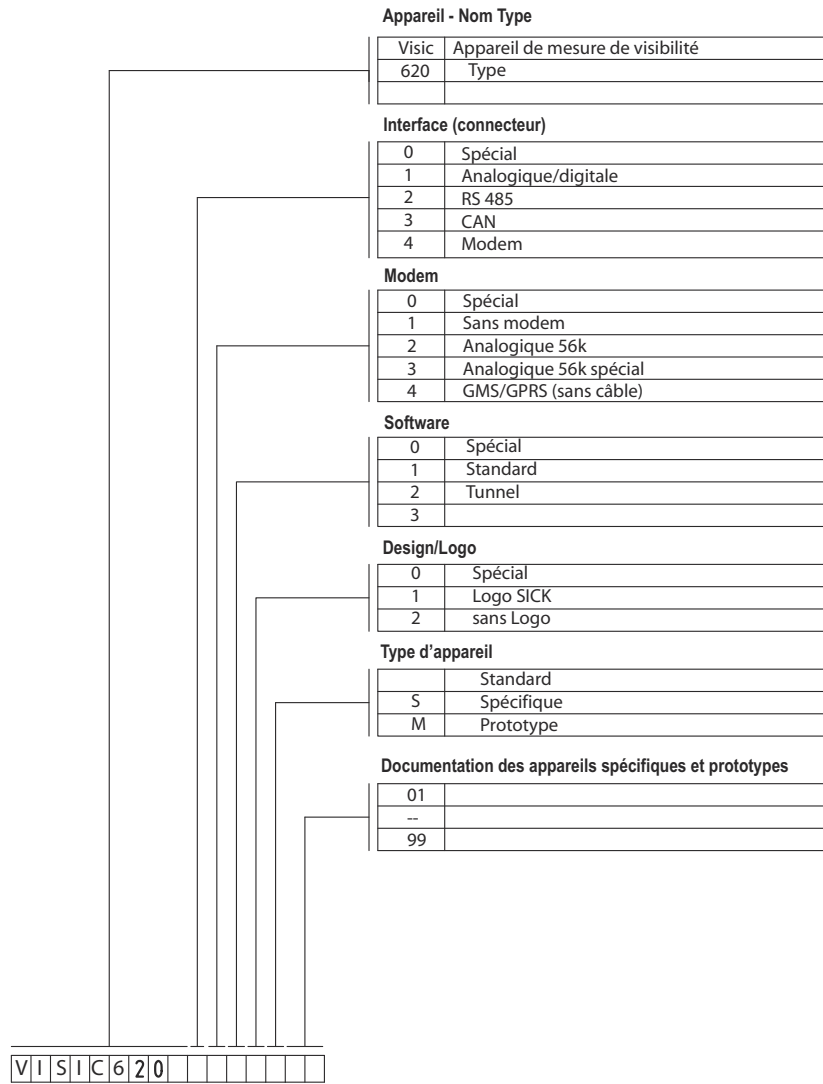 Appareil - Nom Type
Visic Appareil de mesure de visibilité
620 Type
Interface (connecteur)
0 Spécial
1 Analogique/digitale
2 RS 485
3 CAN
4 Modem
Modem
0 Spécial
1 Sans modem
2 Analogique 56k
3 Analogique 56k spécial
4 GMS/GPRS (sans câble)
Software
0 Spécial
1 Standard
2 Tunnel
3
Design/Logo
0 Spécial
1 Logo SICK
2 sans Logo
Type d'appareil
Standard
S Spécifique
M Prototype
Documentation des appareils spécifiques et prototypes
01
--
99
VISIC620